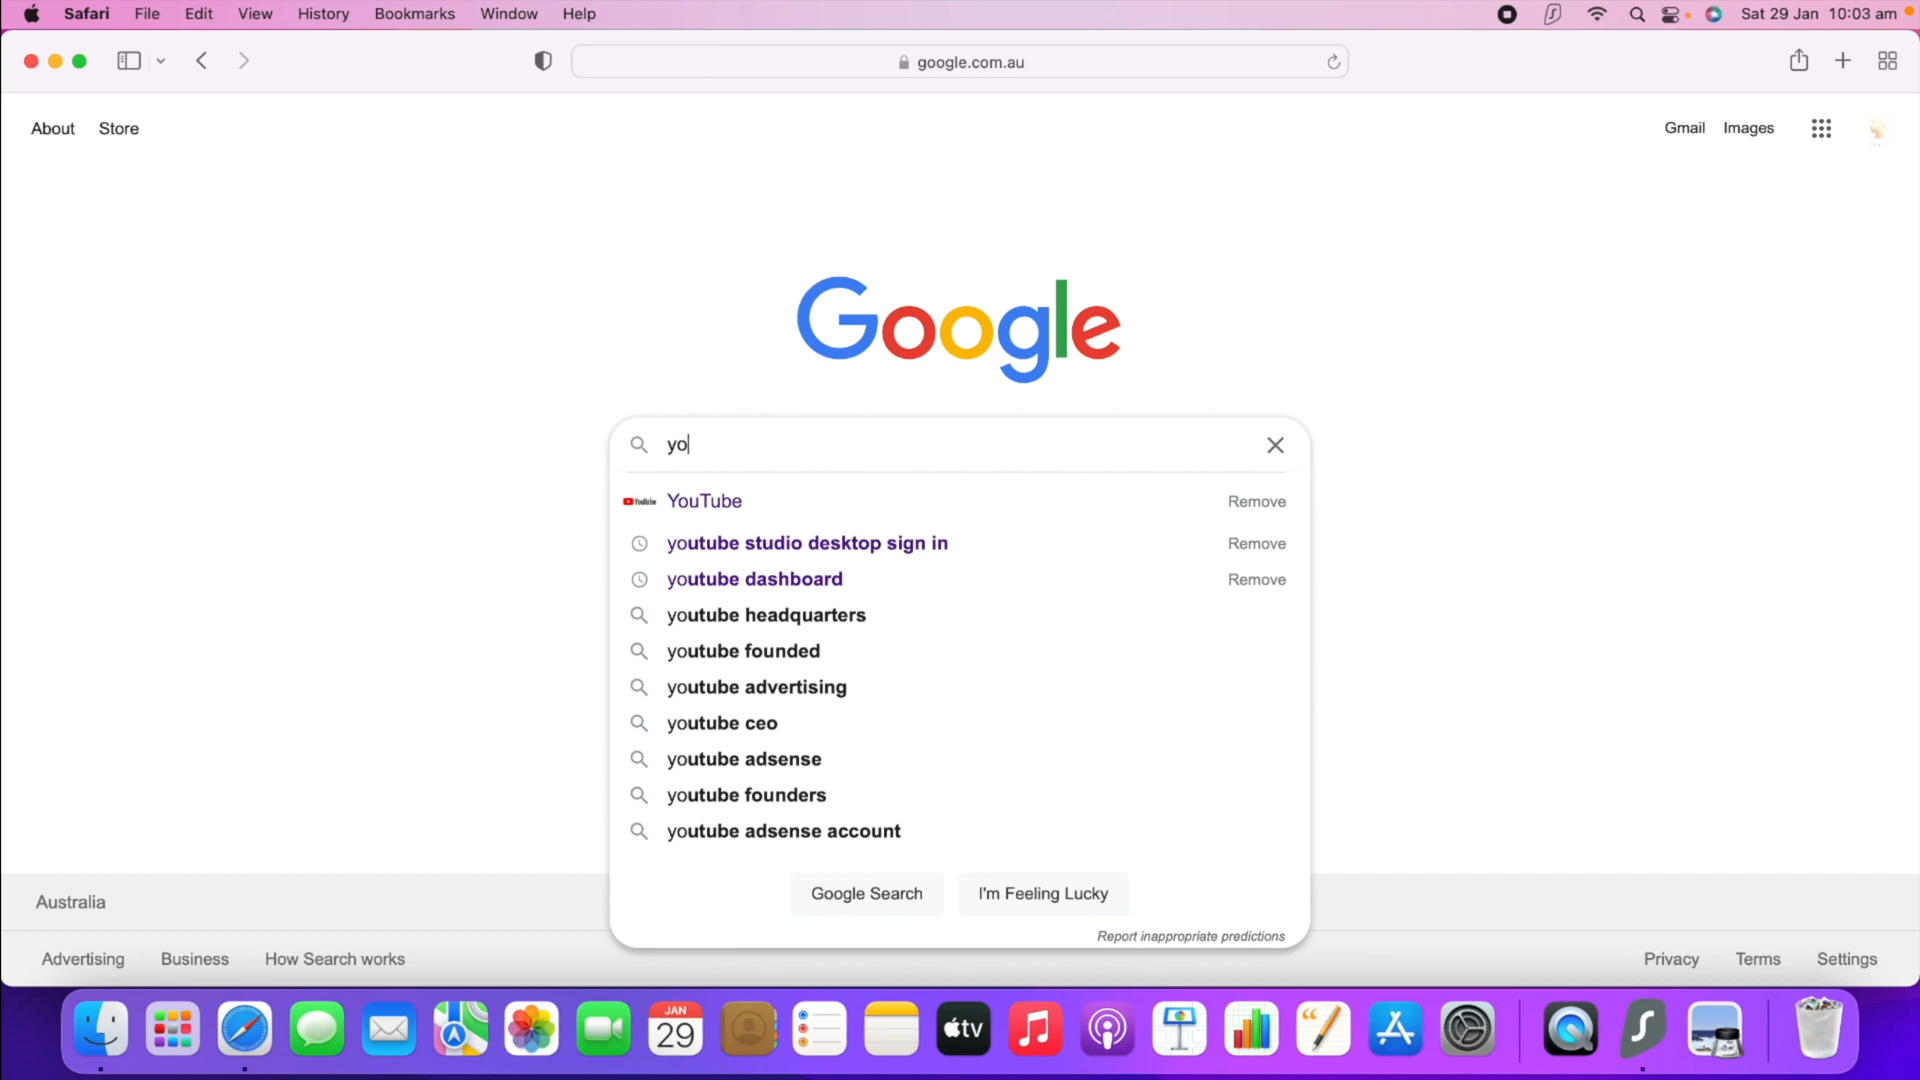 Safari File Edit View History Bookmarks Window Help Sat 29 Jan 10:03 am
google.com.au
About Store Gmail Images
Google
yo
YouTube YouTube Remove
youtube studio desktop sign in Remove
youtube dashboard Remove
youtube headquarters
youtube founded
youtube advertising
youtube ceo
youtube adsense
youtube founders
youtube adsense account
Google Search I'm Feeling Lucky
Report inappropriate predictions
Australia
Advertising Business How Search works Privacy Terms Settings
JAN
29
tv